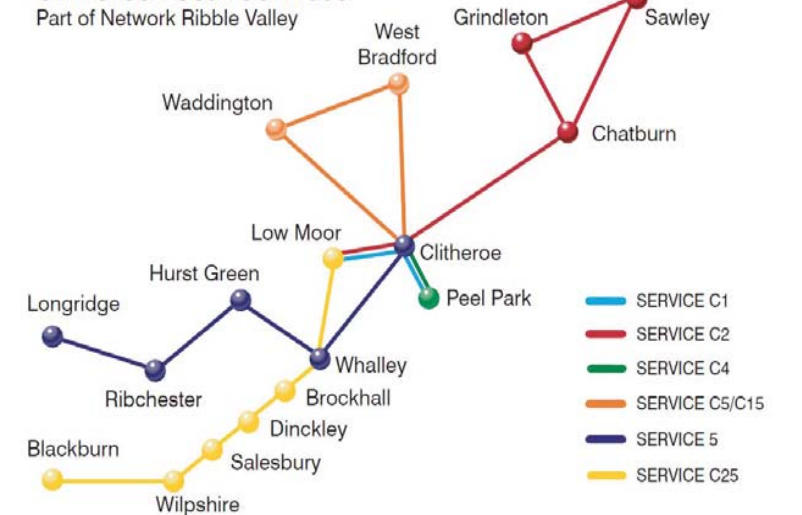 Part of Network Ribble Valley
Grindleton
Sawley
West
Bradford
Waddington
Chatburn
Low Moor
Clitheroe
Hurst Green
Peel Park
Longridge
Whalley
Ribchester
Brockhall
Dinckley
Blackburn
Salesbury
Wilpshire
SERVICE C1
SERVICE C2
SERVICE C4
SERVICE C5/C15
SERVICE 5
SERVICE C25